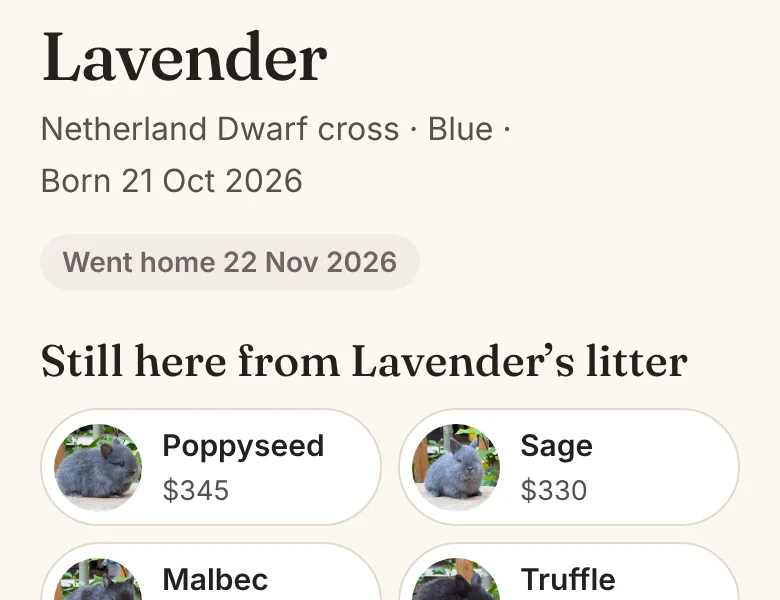 Lavender
Netherland Dwarf cross · Blue ·
Born 21 Oct 2026
Went home 22 Nov 2026
Still here from Lavender’s litter
Poppyseed
$345
Sage
$330
Malbec
Truffle